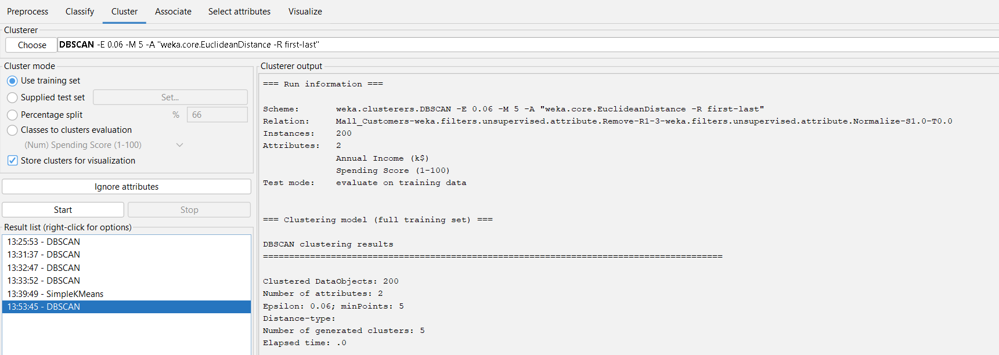 Preprocess Classify Cluster Associate Select attributes Visualize
Clusterer
Choose DBSCAN -E 0.06 -M 5 -A "weka.core.EuclideanDistance -R first-last"
Cluster mode
Use training set
Supplied test set Set...
Percentage split % 66
Classes to clusters evaluation
(Num) Spending Score (1-100)
Store clusters for visualization
Ignore attributes
Start Stop
Result list (right-click for options)
13:25:53 - DBSCAN
13:31:37 - DBSCAN
13:32:47 - DBSCAN
13:33:52 - DBSCAN
13:39:49 - SimpleKMeans
13:53:45 - DBSCAN
Clusterer output
=== Run information ===
Scheme: weka.clusterers.DBSCAN -E 0.06 -M 5 -A "weka.core.EuclideanDistance -R first-last"
Relation: Mall_Customers-weka.filters.unsupervised.attribute.Remove-R1-3-weka.filters.unsupervised.attribute.Normalize-S1.0-T0.0
Instances: 200
Attributes: 2
Annual Income (k$)
Spending Score (1-100)
Test mode: evaluate on training data
=== Clustering model (full training set) ===
DBSCAN clustering results
========================================================================================
Clustered DataObjects: 200
Number of attributes: 2
Epsilon: 0.06; minPoints: 5
Distance-type:
Number of generated clusters: 5
Elapsed time: .0